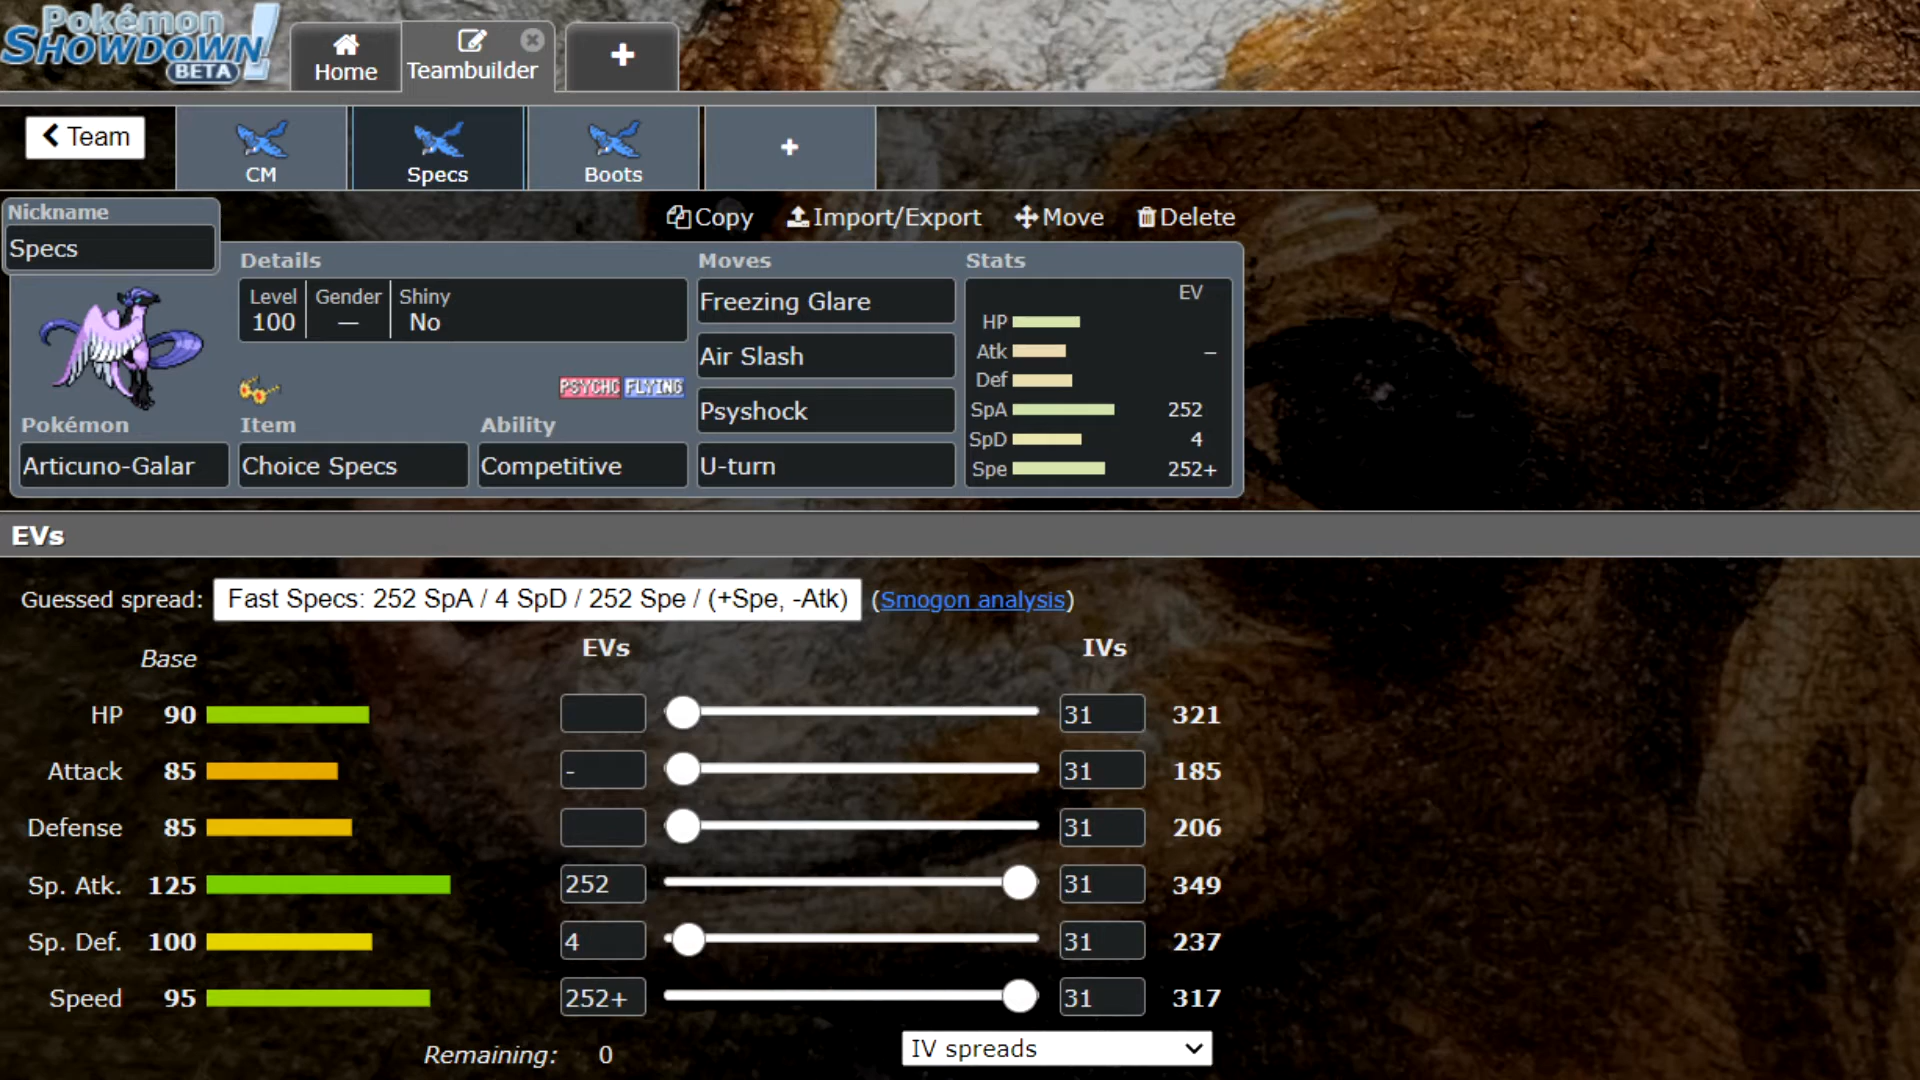 Pokémon
SHOWDOWN!
BETA
Home
Teambuilder
Team
CM
Specs
Boots
Nickname
Specs
Copy
Import/Export
Move
Delete
Details
Moves
Stats
Level
Gender
Shiny
100
—
No
Freezing Glare
Air Slash
Psyshock
U-turn
EV
HP
Atk –
Def
SpA 252
SpD 4
Spe 252+
PSYCHC FLYING
Pokémon
Item
Ability
Articuno-Galar
Choice Specs
Competitive
EVs
Guessed spread: Fast Specs: 252 SpA / 4 SpD / 252 Spe / (+Spe, -Atk) (Smogon analysis)
Base EVs IVs
HP 90 31 321
Attack 85 - 31 185
Defense 85 31 206
Sp. Atk. 125 252 31 349
Sp. Def. 100 4 31 237
Speed 95 252+ 31 317
Remaining: 0 IV spreads